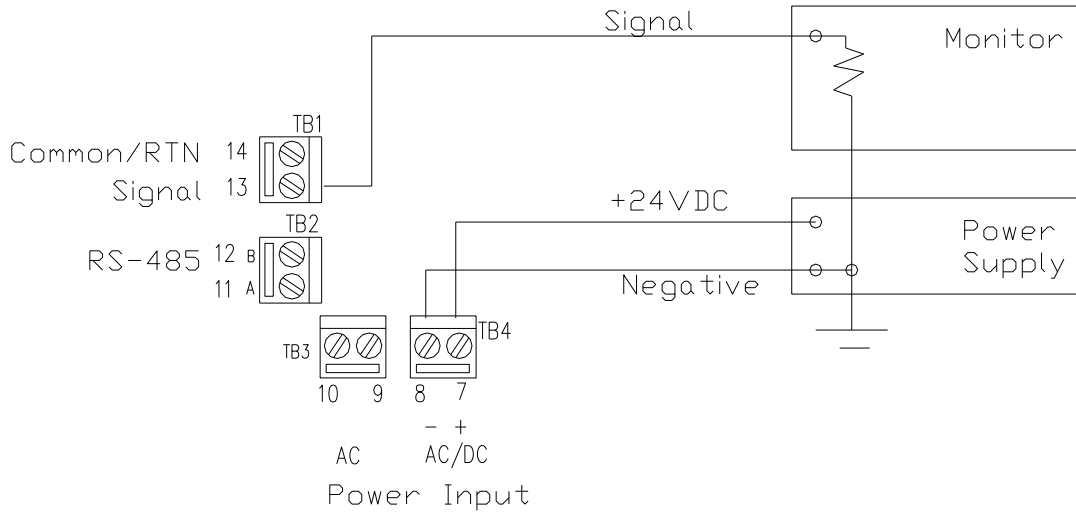 Signal
Monitor
TB1
Common/RTN 14
Signal 13
+24VDC
TB2
Power
Supply
RS-485 12 B
11 A
Negative
TB3
TB4
10 9 8 7
- +
AC AC/DC
Power Input